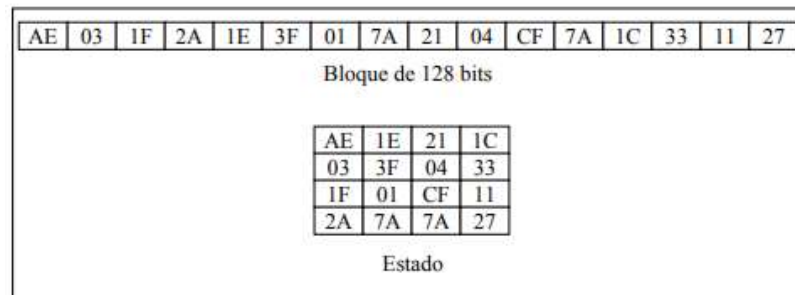 AE 03 1F 2A 1E 3F 01 7A 21 04 CF 7A 1C 33 11 27
Bloque de 128 bits
AE 1E 21 1C
03 3F 04 33
1F 01 CF 11
2A 7A 7A 27
Estado